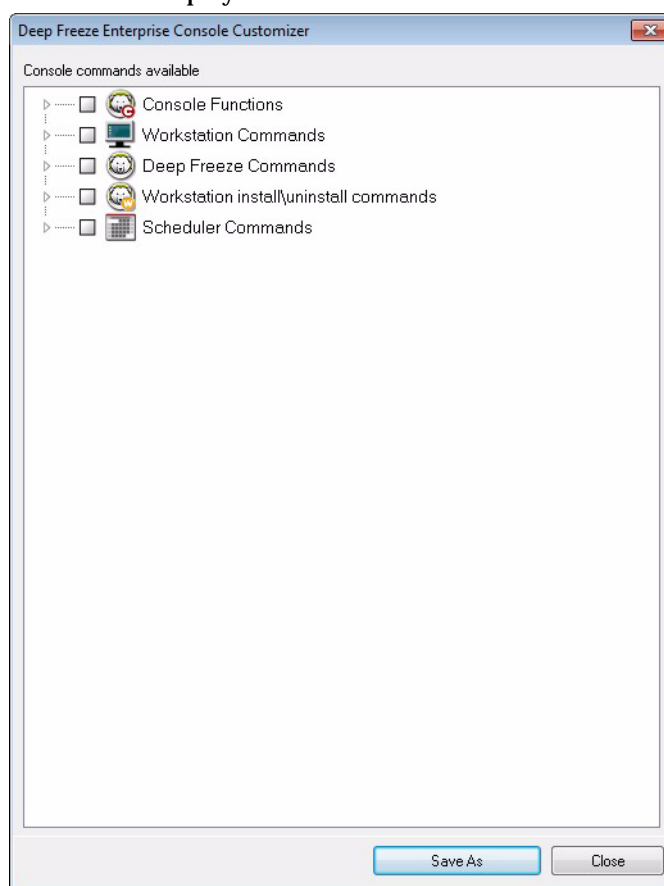 Deep Freeze Enterprise Console Customizer
Console commands available
Console Functions
Workstation Commands
Deep Freeze Commands
Workstation install\uninstall commands
Scheduler Commands
Save As
Close